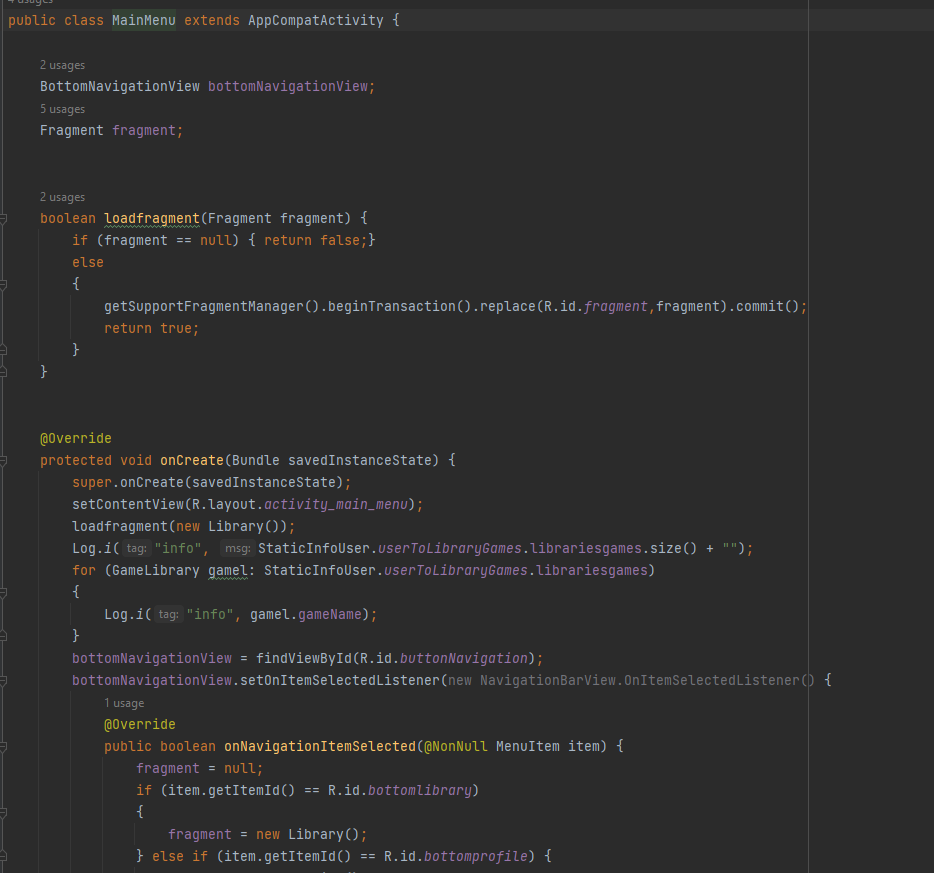 4 usages
public class MainMenu extends AppCompatActivity {
2 usages
BottomNavigationView bottomNavigationView;
5 usages
Fragment fragment;
2 usages
boolean loadfragment(Fragment fragment) {
if (fragment == null) { return false;}
else
{
getSupportFragmentManager().beginTransaction().replace(R.id.fragment,fragment).commit();
return true;
}
}
@Override
protected void onCreate(Bundle savedInstanceState) {
super.onCreate(savedInstanceState);
setContentView(R.layout.activity_main_menu);
loadfragment(new Library());
Log.i( tag: "info", msg: StaticInfoUser.userToLibraryGames.librariesgames.size() + "");
for (GameLibrary gamel: StaticInfoUser.userToLibraryGames.librariesgames)
{
Log.i( tag: "info", gamel.gameName);
}
bottomNavigationView = findViewById(R.id.buttonNavigation);
bottomNavigationView.setOnItemSelectedListener(new NavigationBarView.OnItemSelectedListener() {
1 usage
@Override
public boolean onNavigationItemSelected(@NonNull MenuItem item) {
fragment = null;
if (item.getItemId() == R.id.bottomlibrary)
{
fragment = new Library();
} else if (item.getItemId() == R.id.bottomprofile) {